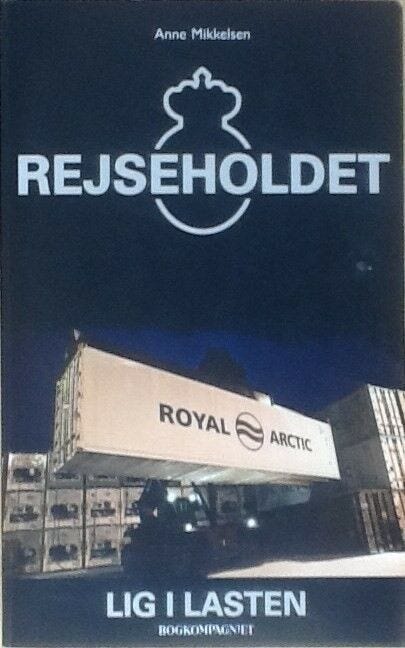 Anne Mikkelsen
REJSEHOLDET
ROYAL ARCTIC
LIG I LASTEN
BOGKOMPAGNIET